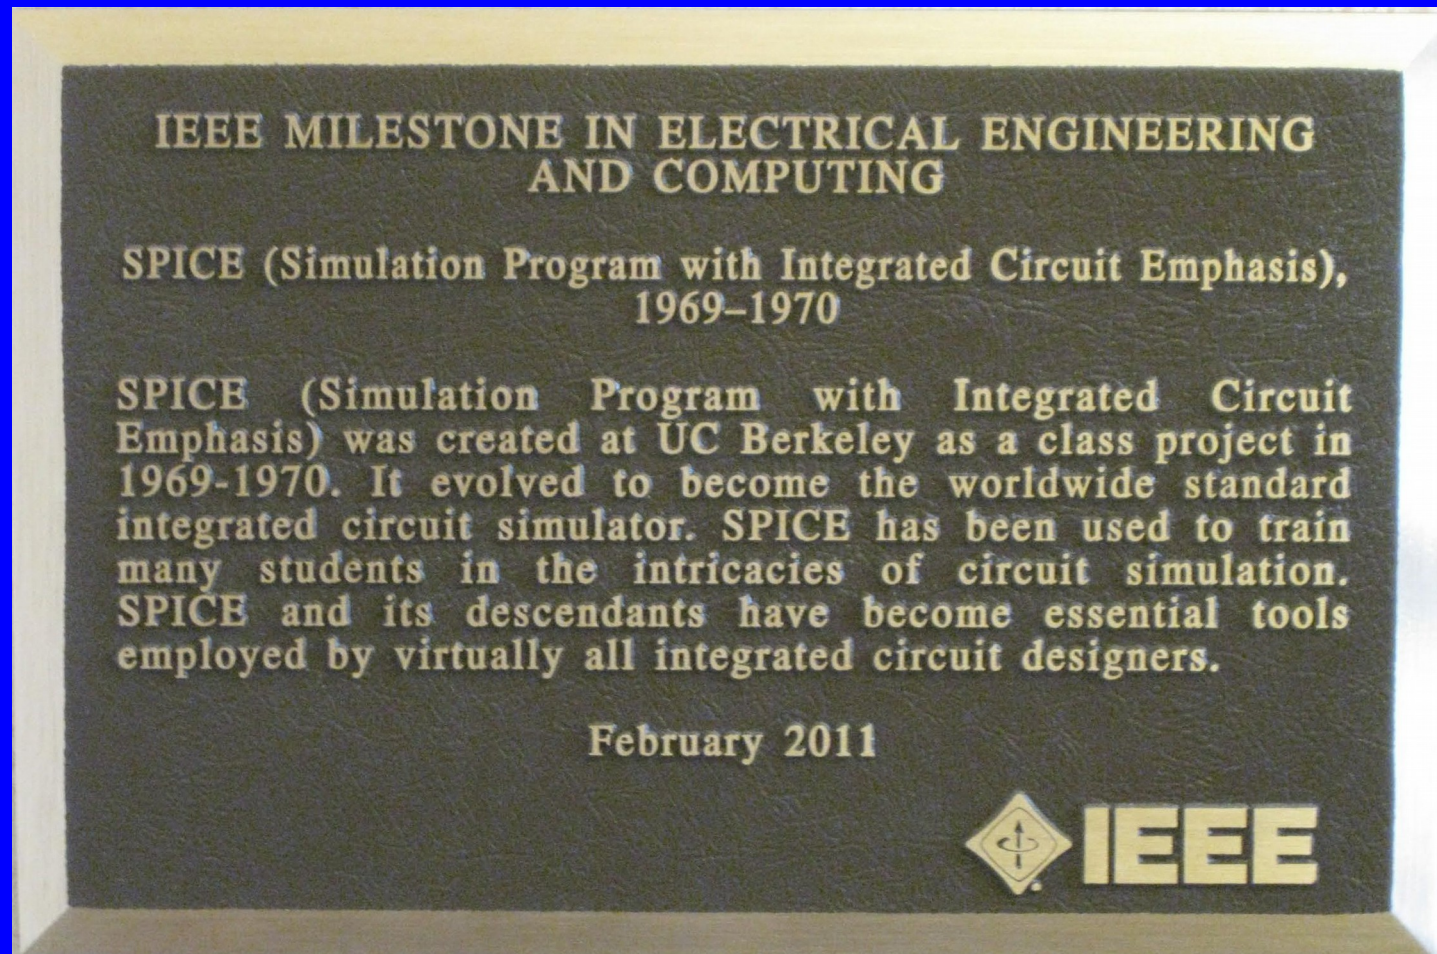 IEEE MILESTONE IN ELECTRICAL ENGINEERING
AND COMPUTING
SPICE (Simulation Program with Integrated Circuit Emphasis),
1969–1970
SPICE (Simulation Program with Integrated Circuit
Emphasis) was created at UC Berkeley as a class project in
1969-1970. It evolved to become the worldwide standard
integrated circuit simulator. SPICE has been used to train
many students in the intricacies of circuit simulation.
SPICE and its descendants have become essential tools
employed by virtually all integrated circuit designers.
February 2011
IEEE